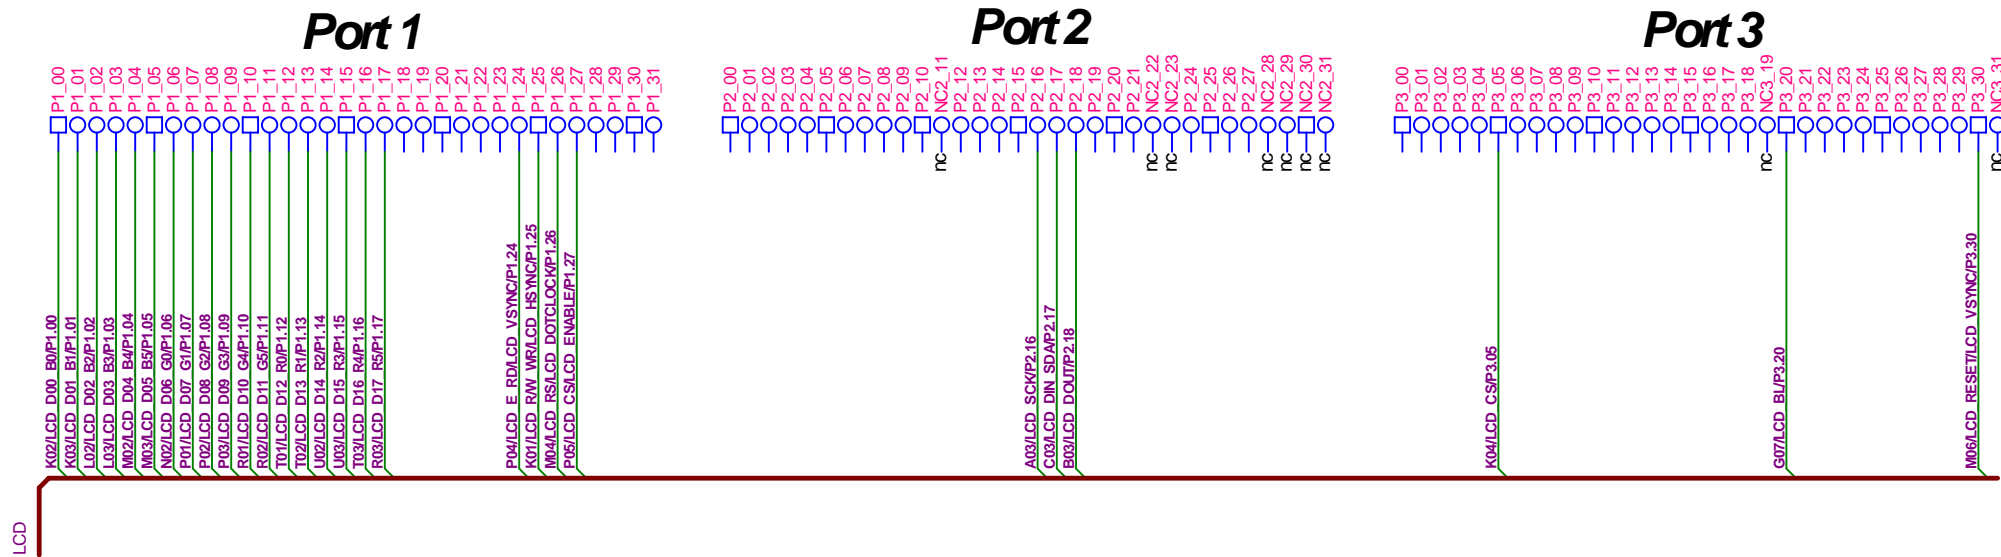 Port 1
Port 2
Port 3
P1_00
P1_01
P1_02
P1_03
P1_04
P1_05
P1_06
P1_07
P1_08
P1_09
P1_10
P1_11
P1_12
P1_13
P1_14
P1_15
P1_16
P1_17
P1_18
P1_19
P1_20
P1_21
P1_22
P1_23
P1_24
P1_25
P1_26
P1_27
P1_28
P1_29
P1_30
P1_31
P2_00
P2_01
P2_02
P2_03
P2_04
P2_05
P2_06
P2_07
P2_08
P2_09
P2_10
NC2_11
P2_12
P2_13
P2_14
P2_15
P2_16
P2_17
P2_18
P2_19
P2_20
P2_21
NC2_22
NC2_23
P2_24
P2_25
P2_26
P2_27
NC2_28
NC2_29
NC2_30
NC2_31
P3_00
P3_01
P3_02
P3_03
P3_04
P3_05
P3_06
P3_07
P3_08
P3_09
P3_10
P3_11
P3_12
P3_13
P3_14
P3_15
P3_16
P3_17
P3_18
NC3_19
P3_20
P3_21
P3_22
P3_23
P3_24
P3_25
P3_26
P3_27
P3_28
P3_29
P3_30
NC3_31
nc
nc
nc
nc
nc
nc
nc
nc
nc
K02/LCD_D00_B0/P1.00
K03/LCD_D01_B1/P1.01
L02/LCD_D02_B2/P1.02
L03/LCD_D03_B3/P1.03
M02/LCD_D04_B4/P1.04
M03/LCD_D05_B5/P1.05
N02/LCD_D06_G0/P1.06
P01/LCD_D07_G1/P1.07
P02/LCD_D08_G2/P1.08
P03/LCD_D09_G3/P1.09
R01/LCD_D10_G4/P1.10
R02/LCD_D11_G5/P1.11
T01/LCD_D12_R0/P1.12
T02/LCD_D13_R1/P1.13
U02/LCD_D14_R2/P1.14
U03/LCD_D15_R3/P1.15
T03/LCD_D16_R4/P1.16
R03/LCD_D17_R5/P1.17
P04/LCD_E_RD/LCD_VSYNC/P1.24
K01/LCD_R/W_WR/LCD_HSYNC/P1.25
M04/LCD_RS/LCD_DOTCLOCK/P1.26
P05/LCD_CS/LCD_ENABLE/P1.27
A03/LCD_SCK/P2.16
C03/LCD_DIN_SDA/P2.17
B03/LCD_DOUT/P2.18
K04/LCD_CS/P3.05
G07/LCD_BL/P3.20
M06/LCD_RESET/LCD_VSYNC/P3.30
LCD